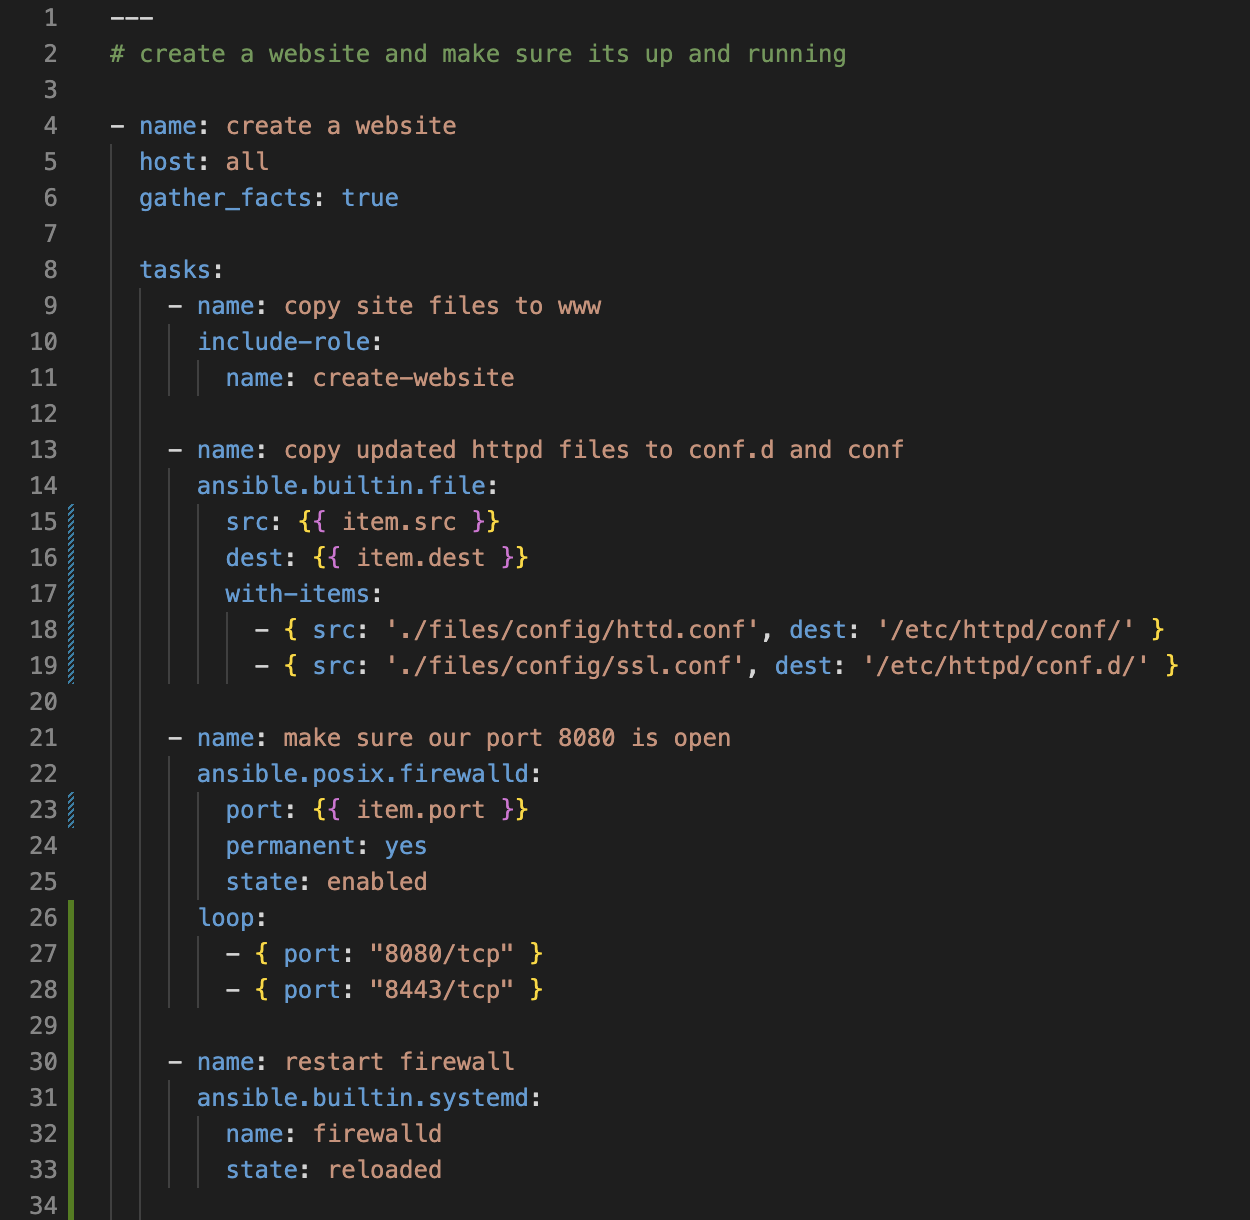 1 ---
2 # create a website and make sure its up and running
3
4 - name: create a website
5   host: all
6   gather_facts: true
7
8   tasks:
9     - name: copy site files to www
10       include-role:
11         name: create-website
12
13     - name: copy updated httpd files to conf.d and conf
14       ansible.builtin.file:
15         src: {{ item.src }}
16         dest: {{ item.dest }}
17         with-items:
18           - { src: './files/config/httd.conf', dest: '/etc/httpd/conf/' }
19           - { src: './files/config/ssl.conf', dest: '/etc/httpd/conf.d/' }
20
21     - name: make sure our port 8080 is open
22       ansible.posix.firewalld:
23         port: {{ item.port }}
24         permanent: yes
25         state: enabled
26       loop:
27         - { port: "8080/tcp" }
28         - { port: "8443/tcp" }
29
30     - name: restart firewall
31       ansible.builtin.systemd:
32         name: firewalld
33         state: reloaded
34